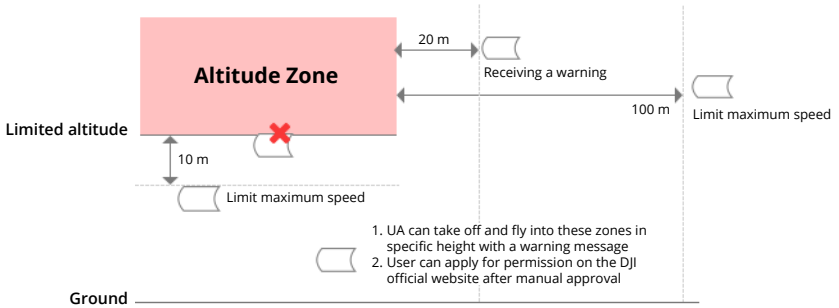 20 m
Altitude Zone
Receiving a warning
100 m
Limit maximum speed
Limited altitude
10 m
Limit maximum speed
1. UA can take off and fly into these zones in
specific height with a warning message
2. User can apply for permission on the DJI
official website after manual approval
Ground